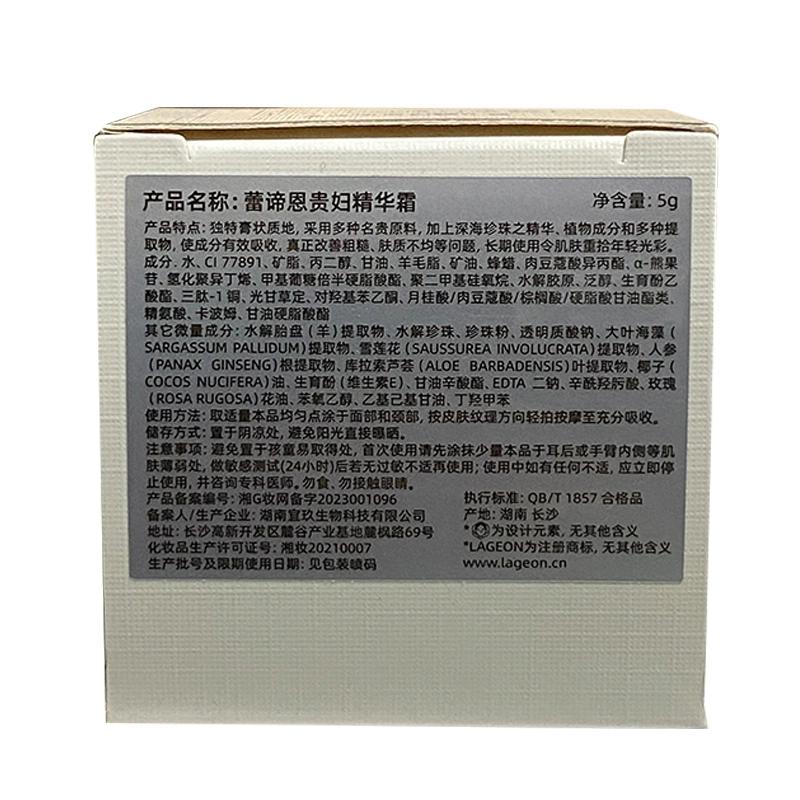 产品名称: 蕾谛恩贵妇精华霜 净含量: 5g
产品特点: 独特膏状质地, 采用多种名贵原料, 加上深海珍珠之精华、植物成分和多种提
取物, 使成分有效吸收, 真正改善粗糙、肤质不均等问题, 长期使用令肌肤重拾年轻光彩。
成分. 水、CI 77891、矿脂、丙二醇、甘油、羊毛脂、矿油、蜂蜡、肉豆蔻酸异丙酯、α-熊果
苷、氢化聚异丁烯、甲基葡糖倍半硬脂酸酯、聚二甲基硅氧烷、水解胶原、泛醇、生育酚乙
酸酯、三肽-1 铜、光甘草定、对羟基苯乙酮、月桂酸/肉豆蔻酸/棕榈酸/硬脂酸甘油酯类、
精氨酸、卡波姆、甘油硬脂酸酯
其它微量成分: 水解胎盘 (羊) 提取物、水解珍珠、珍珠粉、透明质酸钠、大叶海藻 (
SARGASSUM PALLIDUM) 提取物、雪莲花 (SAUSSUREA INVOLUCRATA) 提取物、人参
(PANAX GINSENG) 根提取物、库拉索芦荟 (ALOE BARBADENSIS) 叶提取物、椰子 (
COCOS NUCIFERA) 油、生育酚 (维生素E)、甘油辛酸酯、EDTA 二钠、辛酰羟肟酸、玫瑰
(ROSA RUGOSA) 花油、苯氧乙醇、乙基己基甘油、丁羟甲苯
使用方法: 取适量本品均匀点涂于面部和颈部, 按皮肤纹理方向轻拍按摩至充分吸收。
储存方式: 置于阴凉处, 避免阳光直接曝晒。
注意事项: 避免置于孩童易取得处, 首次使用请先涂抹少量本品于耳后或手臂内侧等肌
肤薄弱处, 做敏感测试(24小时)后若无过敏不适再使用; 使用中如有任何不适, 应立即停
止使用, 并咨询专科医师。勿食、勿接触眼睛。
产品备案编号: 湘G妆网备字2023001096 执行标准: QB/T 1857 合格品
备案人/生产企业: 湖南宜玖生物科技有限公司 产地: 湖南 长沙
地址: 长沙高新开发区麓谷产业基地麓枫路69号 * 为设计元素, 无其他含义
化妆品生产许可证号: 湘妆20210007 *LAGEON为注册商标, 无其他含义
生产批号及限期使用日期: 见包装喷码 www.lageon.cn